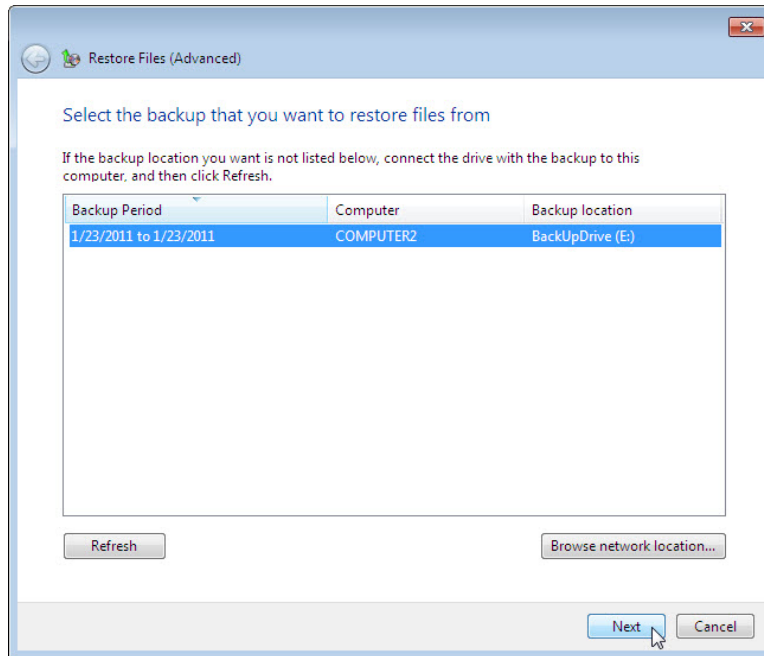 Restore Files (Advanced)
Select the backup that you want to restore files from
If the backup location you want is not listed below, connect the drive with the backup to this
computer, and then click Refresh.
Backup Period Computer Backup location
1/23/2011 to 1/23/2011 COMPUTER2 BackUpDrive (E:)
Refresh Browse network location...
Next Cancel